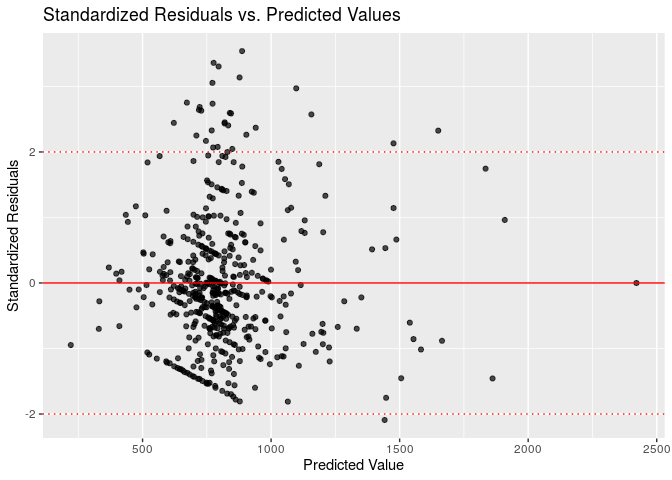 Standardized Residuals vs. Predicted Values
Standardized Residuals
2
0
-2
500
1000
1500
2000
2500
Predicted Value